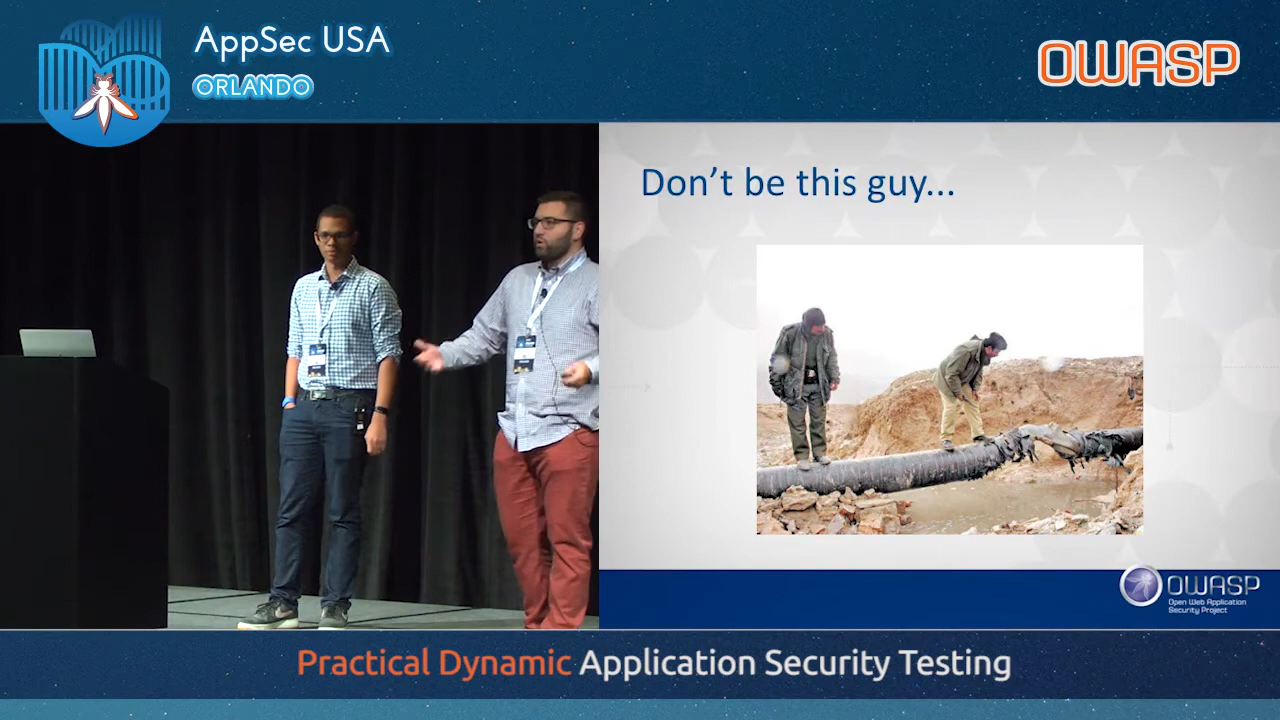 AppSec USA
ORLANDO
OWASP
Don't be this guy...
OWASP
Open Web Application
Security Project
Practical Dynamic Application Security Testing